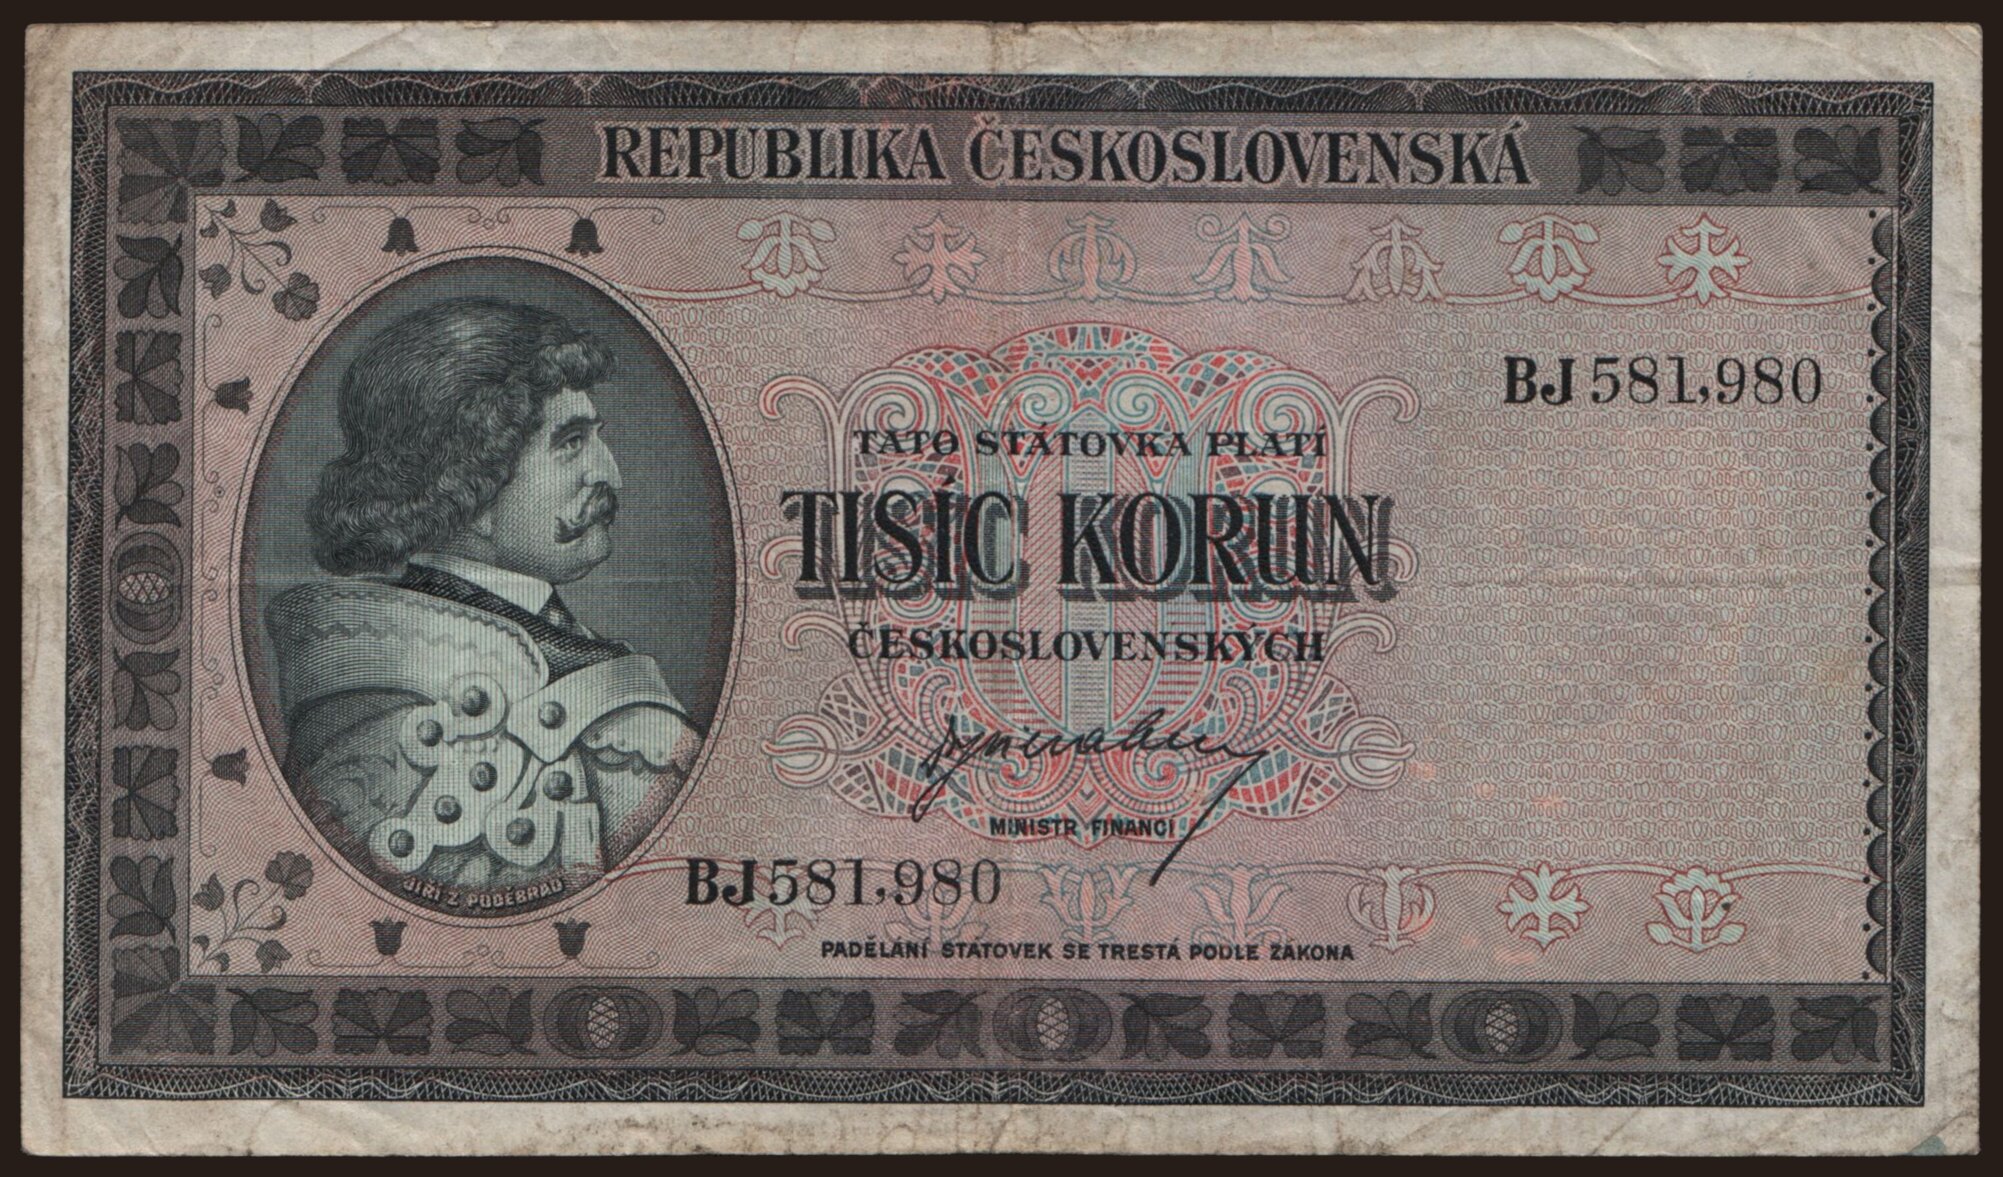 REPUBLIKA ČESKOSLOVENSKÁ
BJ 581,980
TATO STÁTOVKA PLATÍ
TISÍC KORUN
ČESKOSLOVENSKÝCH
MINISTR FINANCÍ
BJ 581,980
JIŘÍ Z PODĚBRAD
PADĚLÁNÍ STÁTOVEK SE TRESTÁ PODLE ZÁKONA